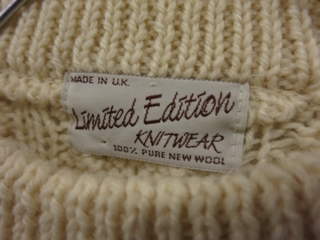 MADE IN U.K.
Limited Edition
KNITWEAR
100% PURE NEW WOOL